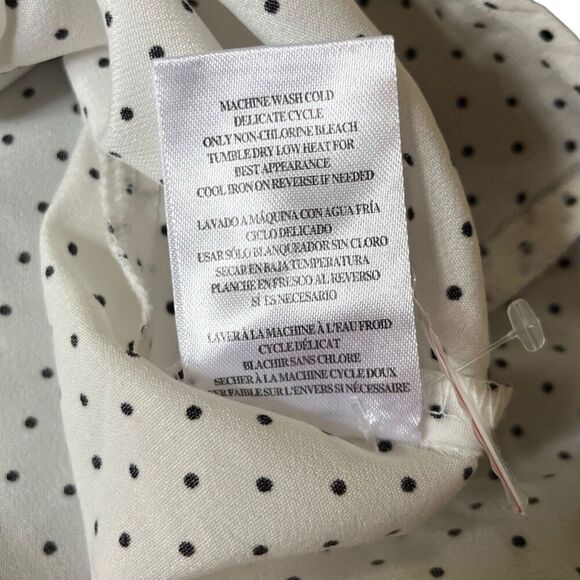 MACHINE WASH COLD
DELICATE CYCLE
ONLY NON-CHLORINE BLEACH
TUMBLE DRY LOW HEAT FOR
BEST APPEARANCE
COOL IRON ON REVERSE IF NEEDED
LAVADO A MÁQUINA CON AGUA FRÍA
CICLO DELICADO
USAR SÓLO BLANQUEADOR SIN CLORO
SECAR EN BAJA TEMPERATURA
PLANCHE EN FRESCO AL REVERSO
SÍ ES NECESARIO
LAVER À LA MACHINE À L'EAU FROID
CYCLE DÉLICAT
BLACHIR SANS CHLORE
SECHER À LA MACHINE CYCLE DOUX
FAIBLE SUR L'ENVERS SI NÉCESSAIRE